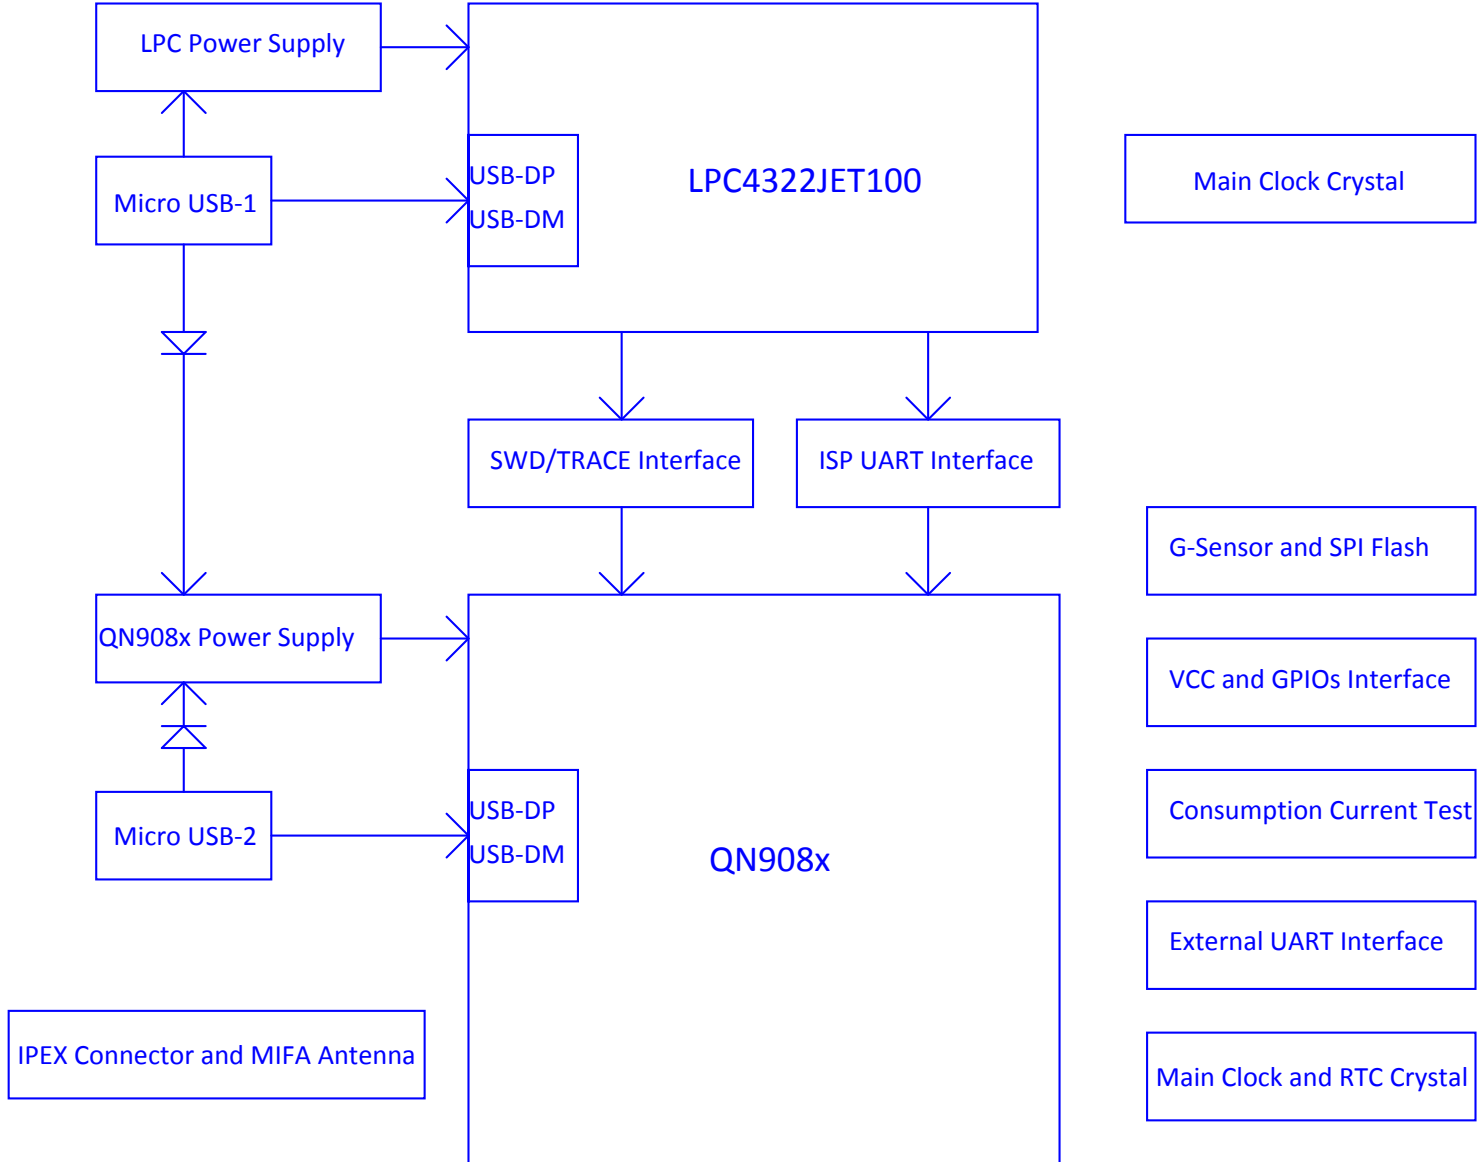 LPC Power Supply
Micro USB-1
USB-DP
USB-DM
LPC4322JET100
Main Clock Crystal
SWD/TRACE Interface
ISP UART Interface
G-Sensor and SPI Flash
QN908x Power Supply
VCC and GPIOs Interface
Micro USB-2
USB-DP
USB-DM
QN908x
Consumption Current Test
External UART Interface
IPEX Connector and MIFA Antenna
Main Clock and RTC Crystal